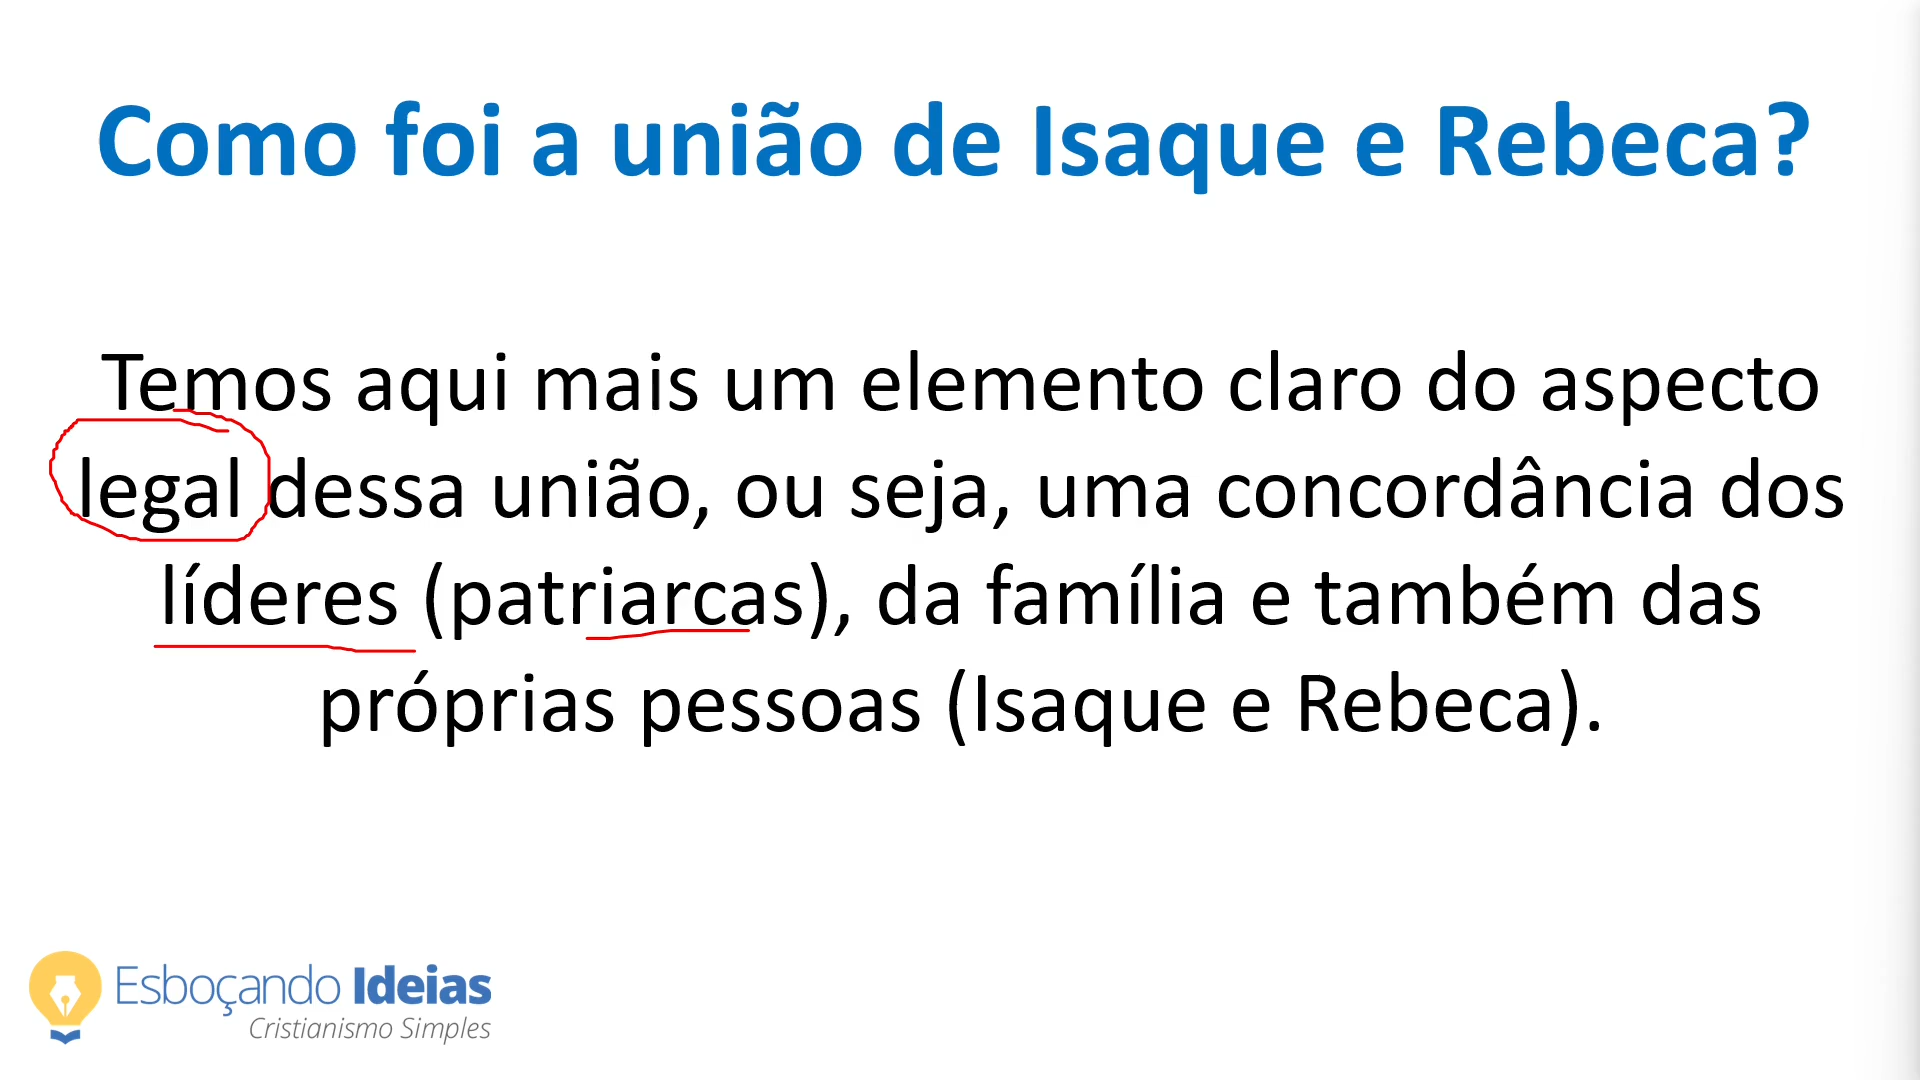 Como foi a união de Isaque e Rebeca?
Temos aqui mais um elemento claro do aspecto
legal dessa união, ou seja, uma concordância dos
líderes (patriarcas), da família e também das
próprias pessoas (Isaque e Rebeca).
Esboçando Ideias
Cristianismo Simples